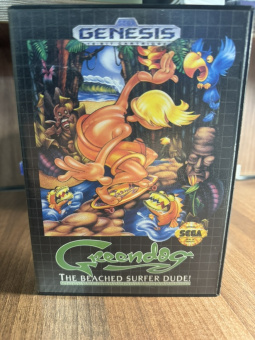 GENESIS
Greendog
SEGA
THE BEACHED SURFER DUDE!